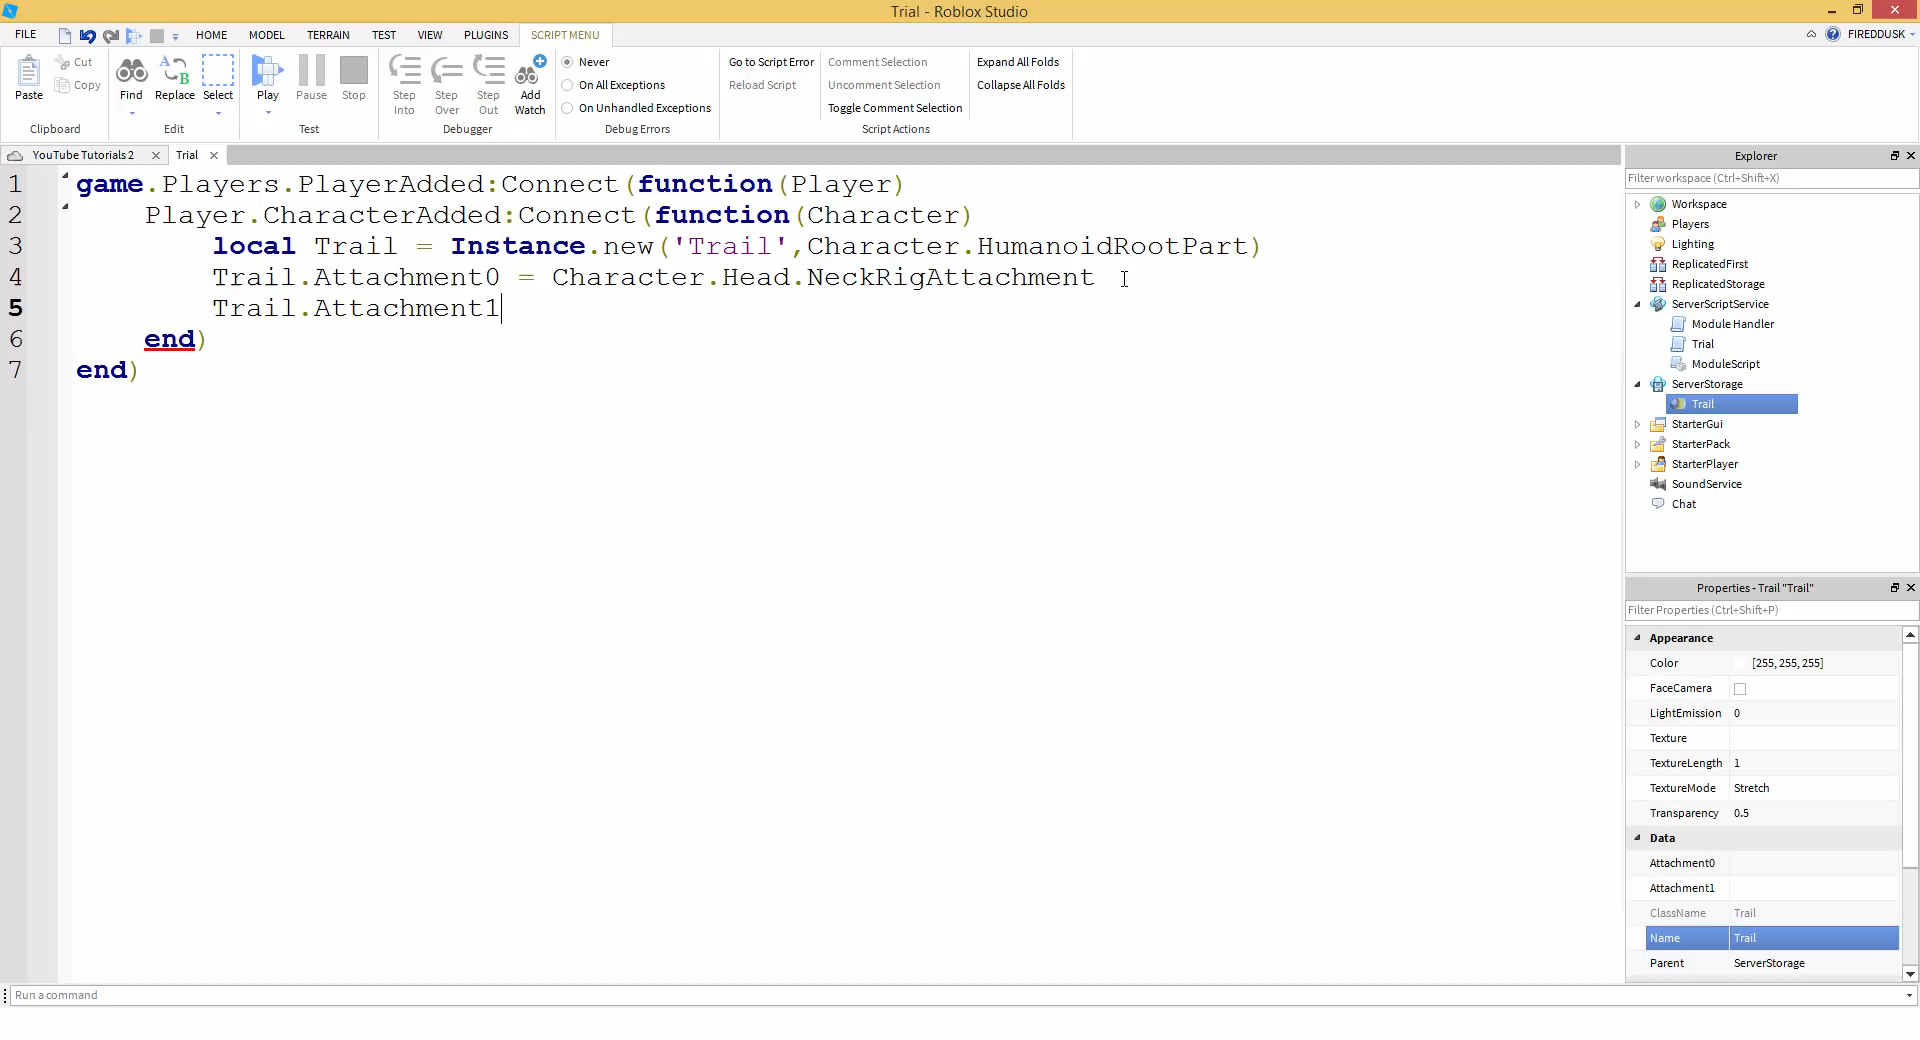 Trial - Roblox Studio
FILE HOME MODEL TERRAIN TEST VIEW PLUGINS SCRIPT MENU FIREDDUSK
Paste Cut Copy Find Replace Select Play Pause Stop Step Into Step Over Step Out Add Watch
Never
On All Exceptions
On Unhandled Exceptions
Go to Script Error Comment Selection Expand All Folds
Reload Script Uncomment Selection Collapse All Folds
Toggle Comment Selection
Clipboard Edit Test Debugger Debug Errors Script Actions
YouTube Tutorials 2 Trial
1 game.Players.PlayerAdded:Connect(function(Player)
2 Player.CharacterAdded:Connect(function(Character)
3 local Trail = Instance.new('Trail',Character.HumanoidRootPart)
4 Trail.Attachment0 = Character.Head.NeckRigAttachment
5 Trail.Attachment1
6 end)
7 end)
Explorer
Filter workspace (Ctrl+Shift+X)
Workspace
Players
Lighting
ReplicatedFirst
ReplicatedStorage
ServerScriptService
Module Handler
Trial
ModuleScript
ServerStorage
Trail
StarterGui
StarterPack
StarterPlayer
SoundService
Chat
Properties - Trail "Trail"
Filter Properties (Ctrl+Shift+P)
Appearance
Color [255, 255, 255]
FaceCamera
LightEmission 0
Texture
TextureLength 1
TextureMode Stretch
Transparency 0.5
Data
Attachment0
Attachment1
ClassName Trail
Name Trail
Parent ServerStorage
Run a command